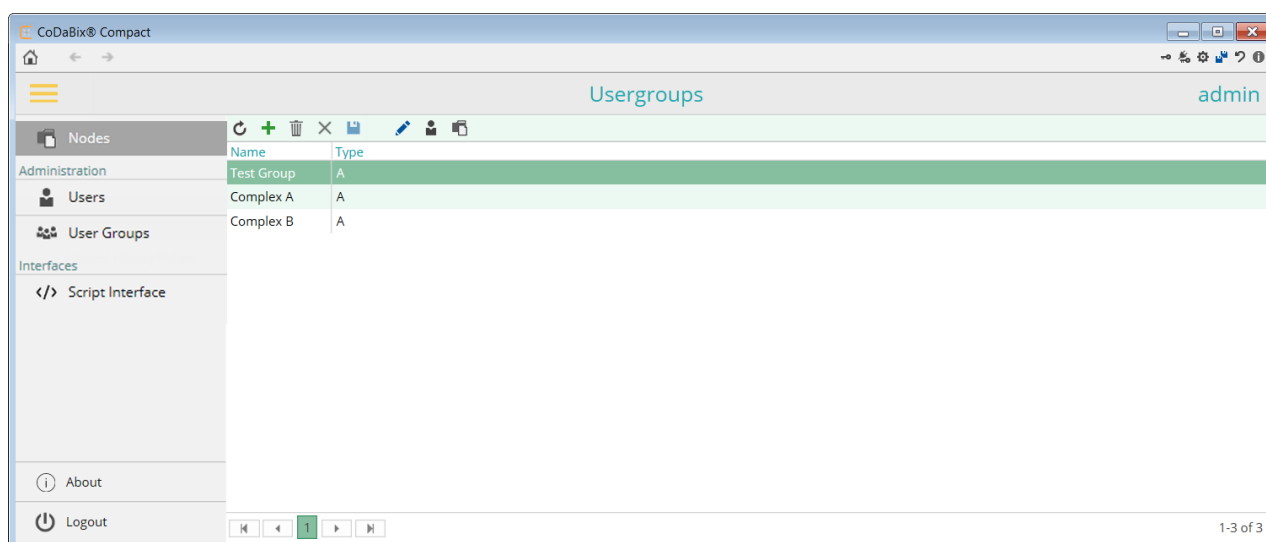 CoDaBix® Compact
Usergroups
admin
Nodes
Administration
Users
User Groups
Interfaces
Script Interface
About
Logout
Name Type
Test Group A
Complex A A
Complex B A
1
1-3 of 3